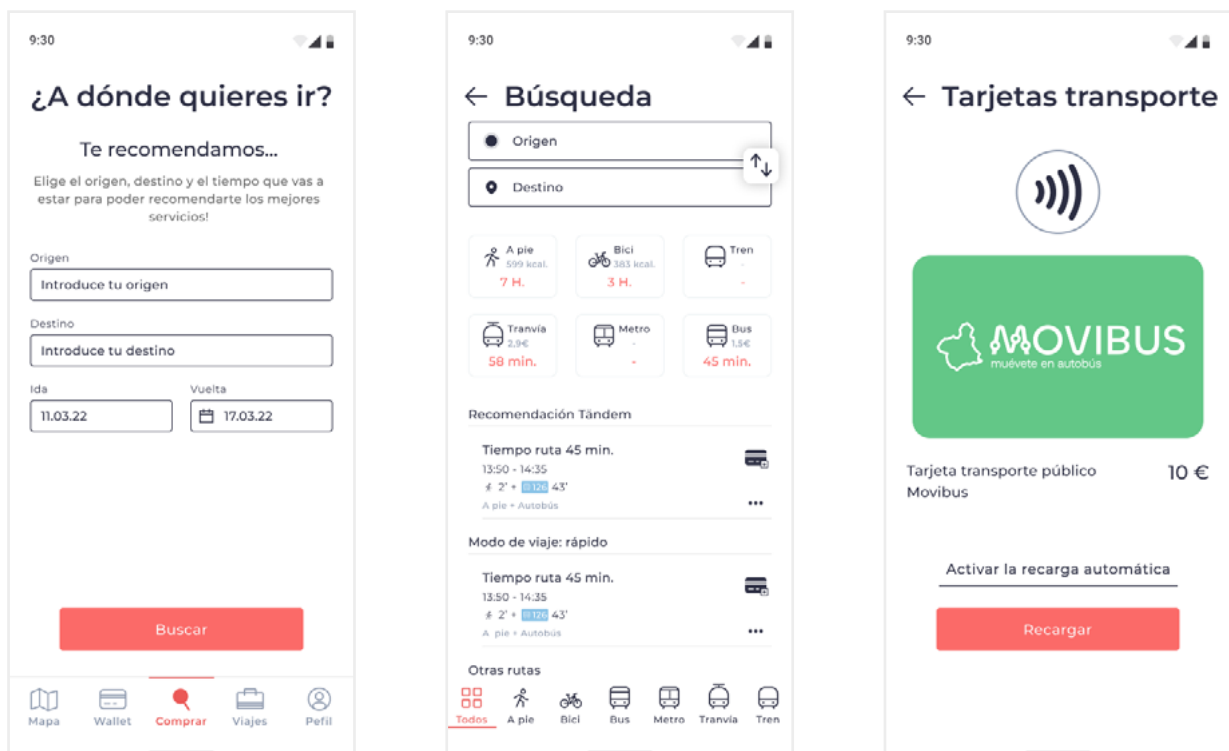 9:30
¿A dónde quieres ir?
Te recomendamos...
Elige el origen, destino y el tiempo que vas a
estar para poder recomendarte los mejores
servicios!
Origen
Introduce tu origen
Destino
Introduce tu destino
Ida
Vuelta
11.03.22
17.03.22
Buscar
Mapa
Wallet
Comprar
Viajes
Pefil
9:30
Búsqueda
Origen
Destino
A pie
599 kcal.
7 H.
Bici
383 kcal.
3 H.
Tren
-
-
Tranvía
2,9€
58 min.
Metro
-
-
Bus
1,5€
45 min.
Recomendación Tándem
Tiempo ruta 45 min.
13:50 - 14:35
2' + 126 43'
A pie + Autobús
Modo de viaje: rápido
Tiempo ruta 45 min.
13:50 - 14:35
2' + 126 43'
A pie + Autobús
Otras rutas
Todos
A pie
Bici
Bus
Metro
Tranvía
Tren
9:30
Tarjetas transporte
MOVIBUS
muévete en autobús
Tarjeta transporte público
Movibus
10 €
Activar la recarga automática
Recargar